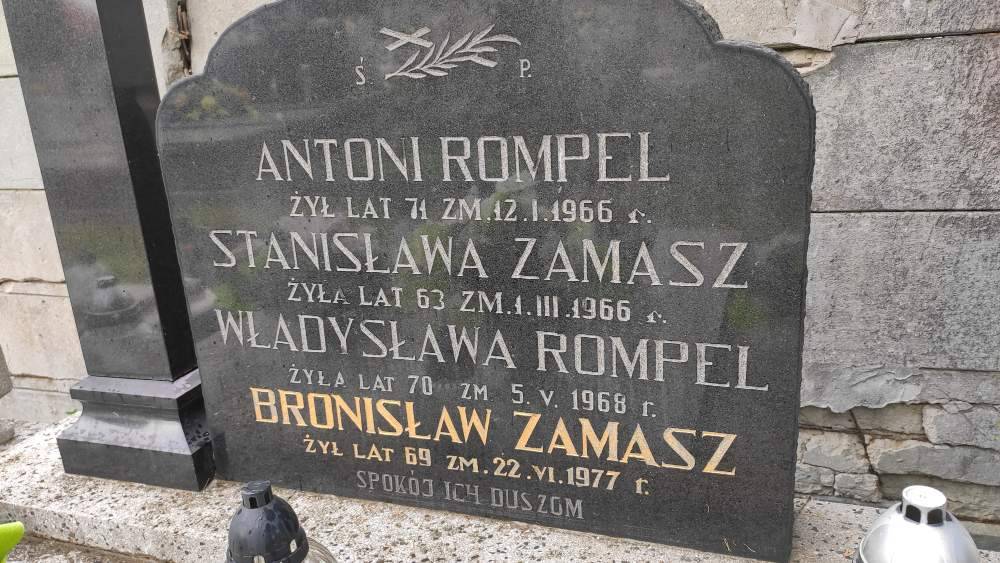 Ś P.
ANTONI ROMPEL
ŻYŁ LAT 71 ZM.12.I.1966 r.
STANISŁAWA ZAMASZ
ŻYŁA LAT 63 ZM.1.III.1966 r.
WŁADYSŁAWA ROMPEL
ŻYŁA LAT 70 ZM 5.V.1968 r.
BRONISŁAW ZAMASZ
ŻYŁ LAT 69 ZM.22.VI.1977 r.
SPOKÓJ ICH DUSZOM